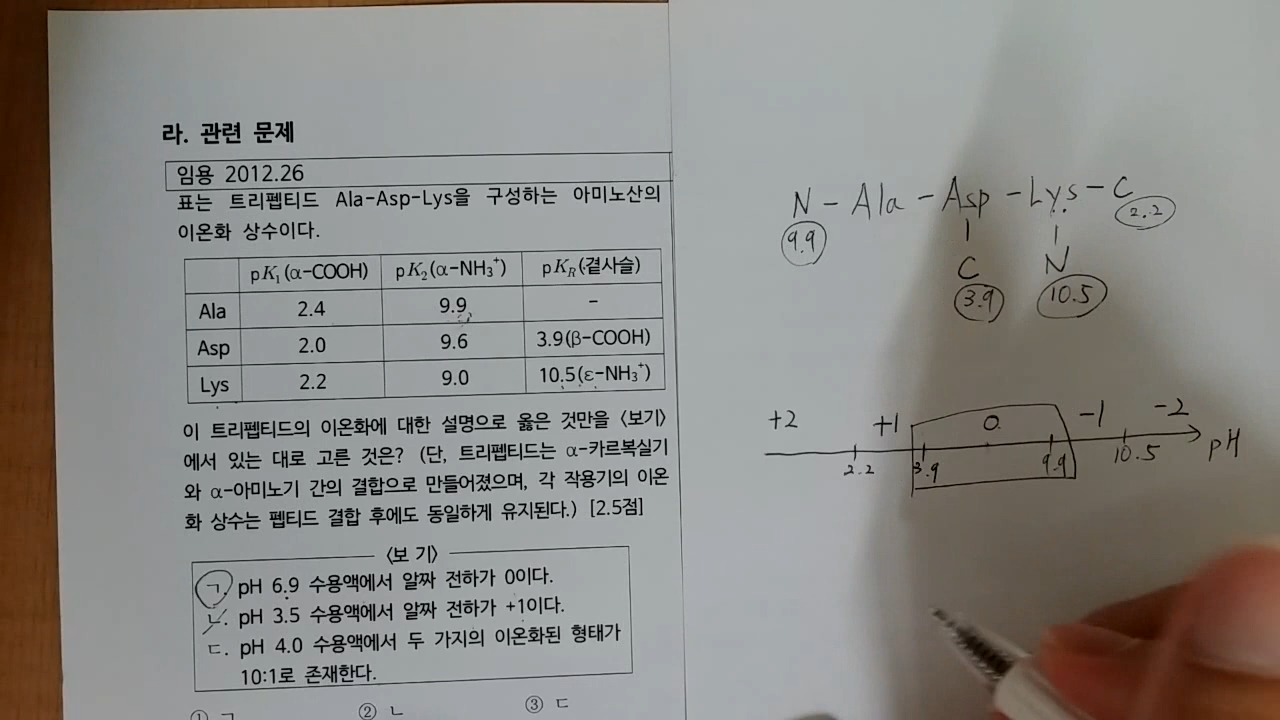 라. 관련 문제
임용 2012.26
표는 트리펩티드 Ala-Asp-Lys을 구성하는 아미노산의
이온화 상수이다.
pK₁(α-COOH) pK₂(α-NH₃⁺) pK_R(곁사슬)
Ala 2.4 9.9 –
Asp 2.0 9.6 3.9(β-COOH)
Lys 2.2 9.0 10.5(ε-NH₃⁺)
이 트리펩티드의 이온화에 대한 설명으로 옳은 것만을 〈보기〉
에서 있는 대로 고른 것은? (단, 트리펩티드는 α-카르복실기
와 α-아미노기 간의 결합으로 만들어졌으며, 각 작용기의 이온
화 상수는 펩티드 결합 후에도 동일하게 유지된다.) [2.5점]
〈보 기〉
ㄱ. pH 6.9 수용액에서 알짜 전하가 0이다.
ㄴ. pH 3.5 수용액에서 알짜 전하가 +1이다.
ㄷ. pH 4.0 수용액에서 두 가지의 이온화된 형태가
10:1로 존재한다.
① ㄱ ② ㄴ ③ ㄷ
N - Ala - Asp - Lys - C
9.9 2.2
C N
3.9 10.5
+2 +1 0 -1 -2
2.2 3.9 9.9 10.5 pH